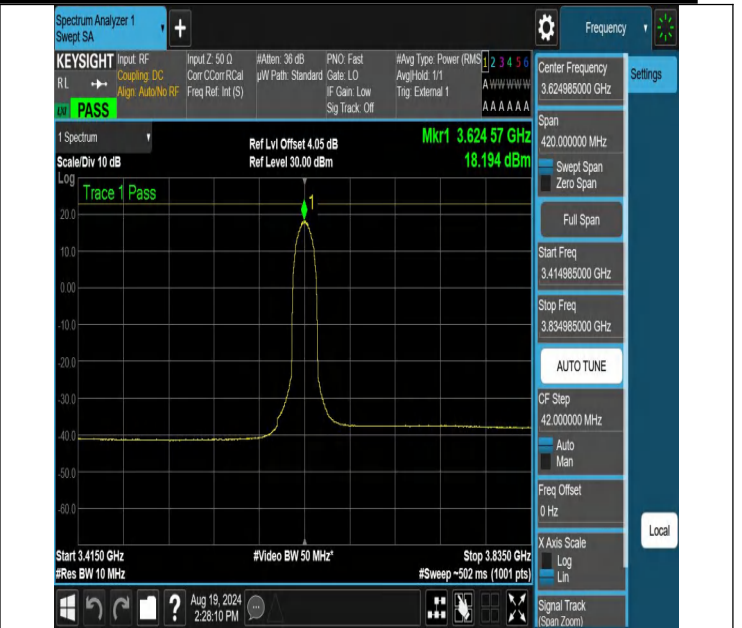 Spectrum Analyzer 1
Swept SA
+
Frequency
KEYSIGHT
RL
PASS
Input: RF
Coupling: DC
Align: Auto/No RF
Input Z: 50 Ω
Corr CCorr RCal
Freq Ref: Int (S)
#Atten: 36 dB
µW Path: Standard
PNO: Fast
Gate: LO
IF Gain: Low
Sig Track: Off
#Avg Type: Power (RMS
Avg|Hold: 1/1
Trig: External 1
1 2 3 4 5 6
A W W W W W
A A A A A A
1 Spectrum
Scale/Div 10 dB
Ref Lvl Offset 4.05 dB
Ref Level 30.00 dBm
Mkr1 3.624 57 GHz
18.194 dBm
Log
Trace 1 Pass
1
20.0
10.0
0.00
-10.0
-20.0
-30.0
-40.0
-50.0
-60.0
Start 3.4150 GHz
#Res BW 10 MHz
#Video BW 50 MHz*
Stop 3.8350 GHz
#Sweep ~502 ms (1001 pts)
Center Frequency
3.624985000 GHz
Settings
Span
420.000000 MHz
Swept Span
Zero Span
Full Span
Start Freq
3.414985000 GHz
Stop Freq
3.834985000 GHz
AUTO TUNE
CF Step
42.000000 MHz
Auto
Man
Freq Offset
0 Hz
X Axis Scale
Log
Lin
Local
Signal Track
(Span Zoom)
?
Aug 19, 2024
2:28:10 PM